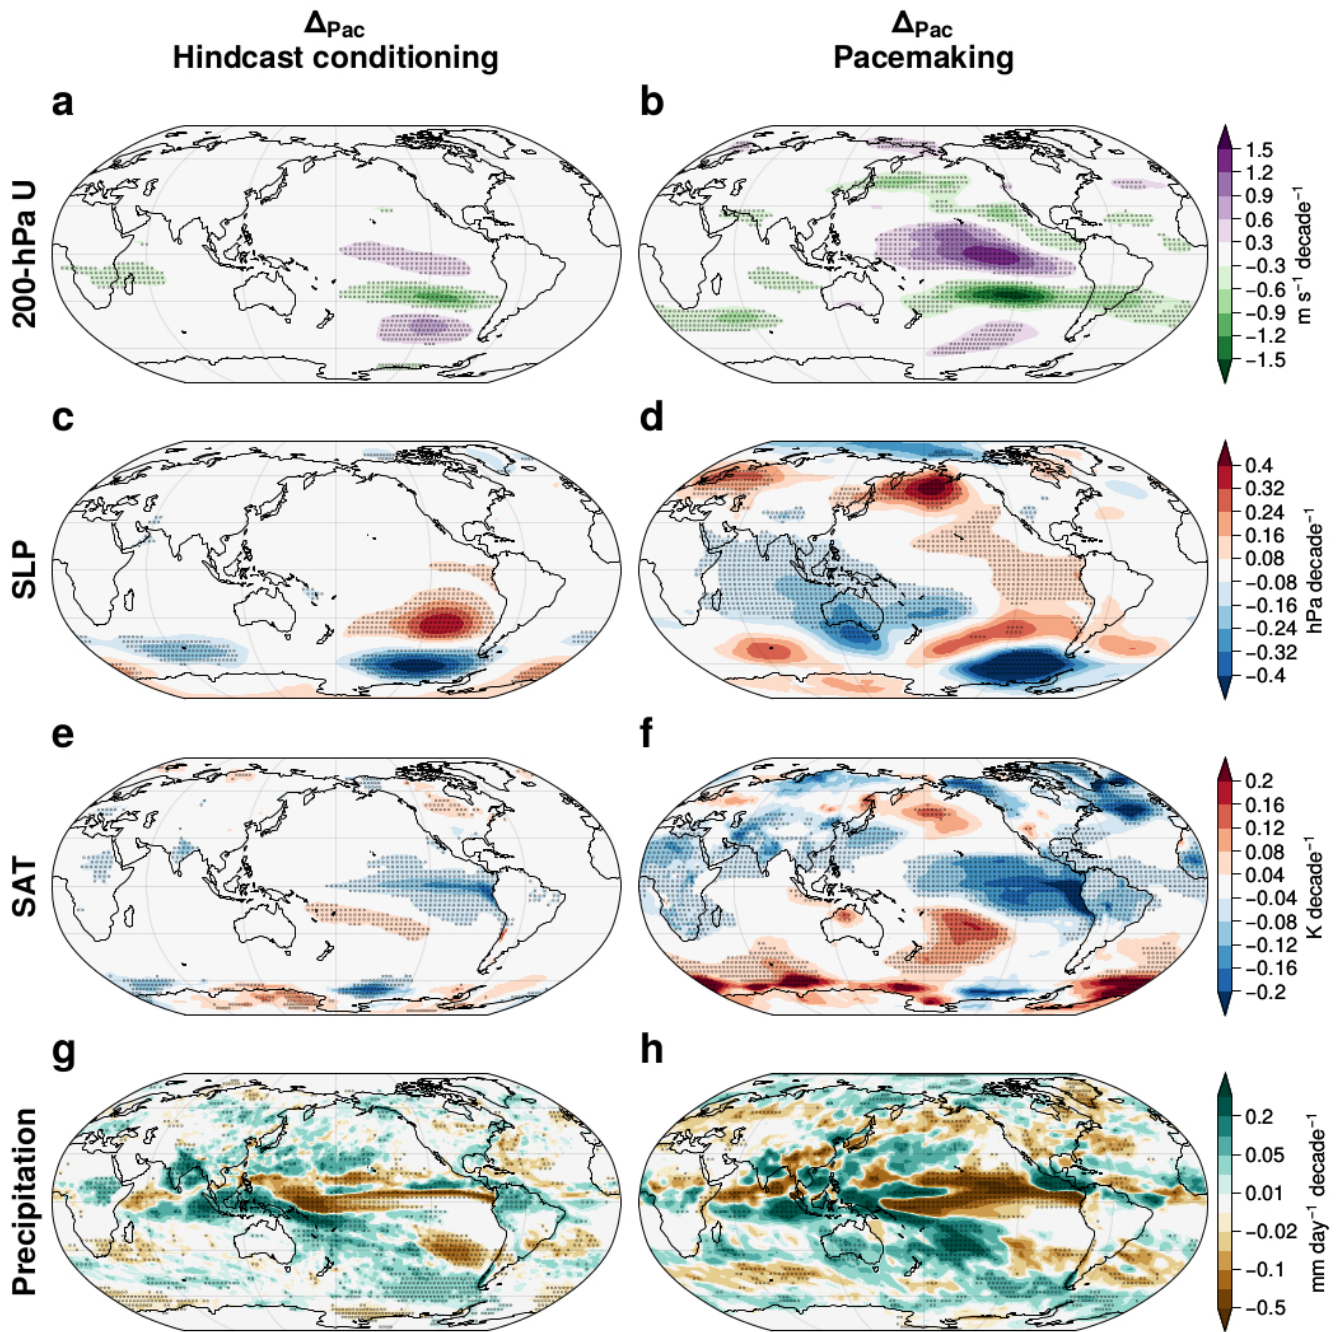 Δ_Pac
Hindcast conditioning
Δ_Pac
Pacemaking
a
b
200-hPa U
1.5
1.2
0.9
0.6
0.3
−0.3
−0.6
−0.9
−1.2
−1.5
m s⁻¹ decade⁻¹
c
d
SLP
0.4
0.32
0.24
0.16
0.08
−0.08
−0.16
−0.24
−0.32
−0.4
hPa decade⁻¹
e
f
SAT
0.2
0.16
0.12
0.08
0.04
−0.04
−0.08
−0.12
−0.16
−0.2
K decade⁻¹
g
h
Precipitation
0.2
0.05
0.01
−0.02
−0.1
−0.5
mm day⁻¹ decade⁻¹